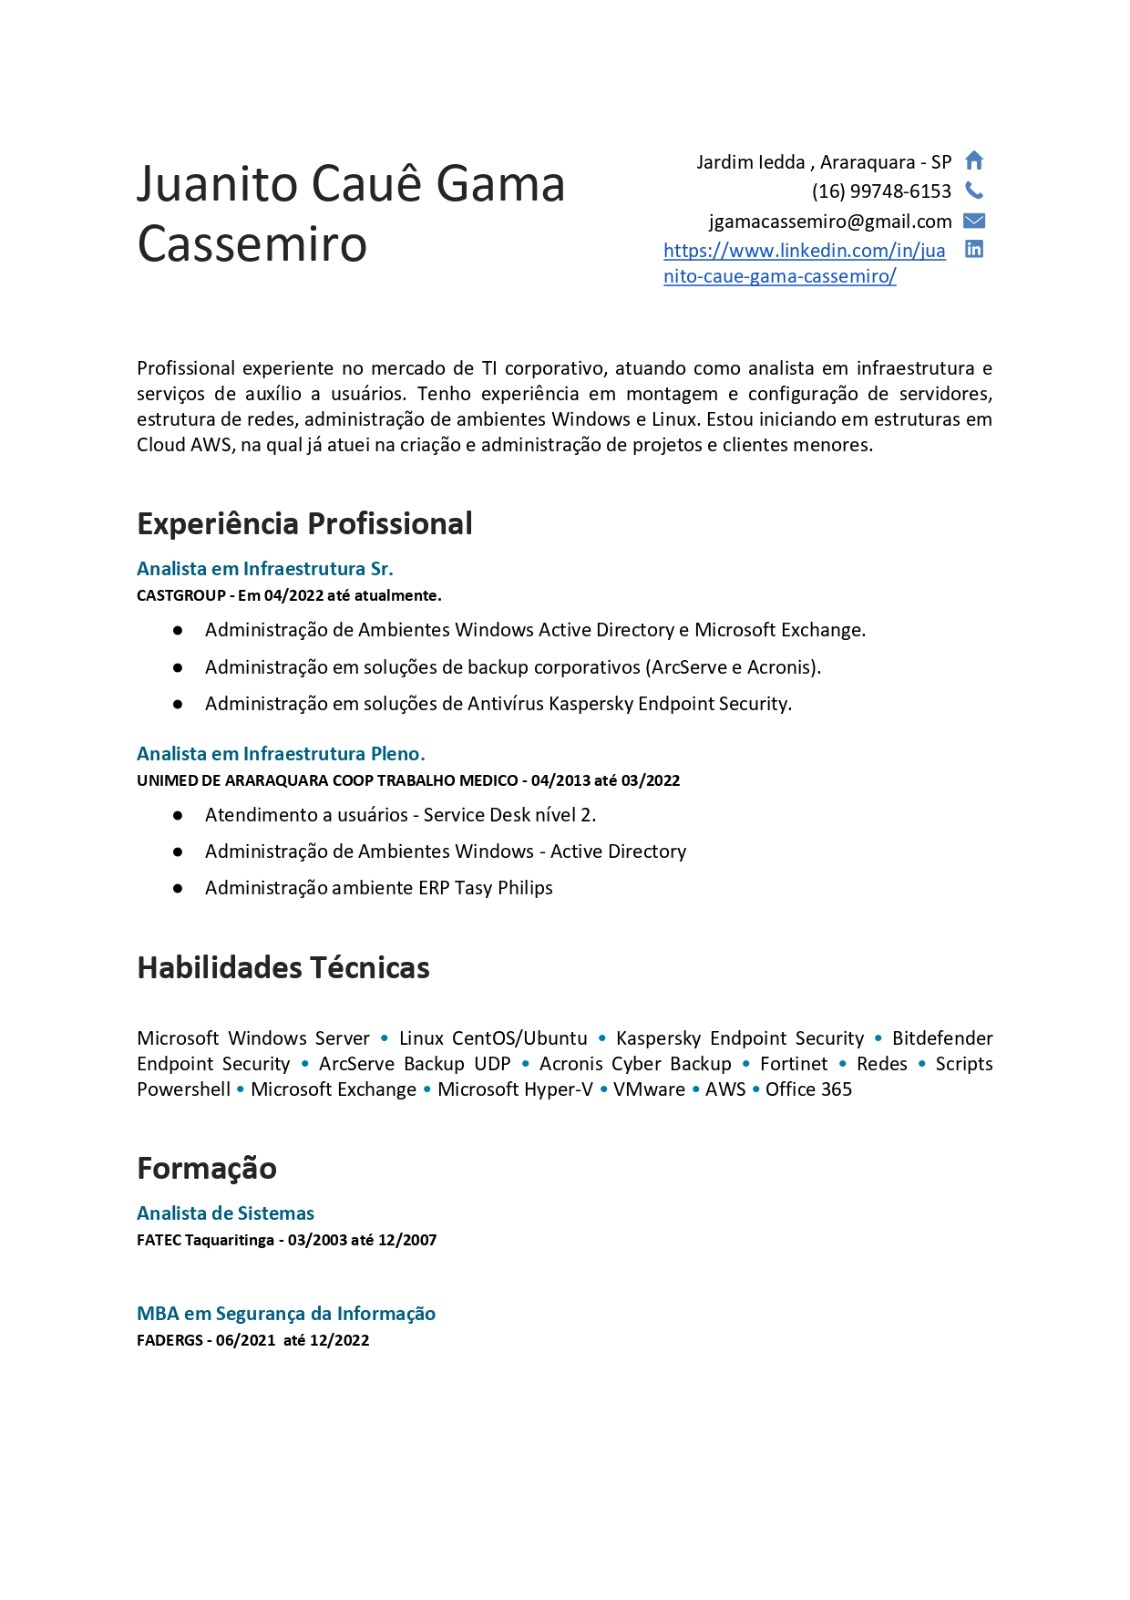 Juanito Cauê Gama
Cassemiro
Jardim Iedda , Araraquara - SP
(16) 99748-6153
jgamacassemiro@gmail.com
https://www.linkedin.com/in/jua
nito-caue-gama-cassemiro/
in
Profissional experiente no mercado de TI corporativo, atuando como analista em infraestrutura e
serviços de auxílio a usuários. Tenho experiência em montagem e configuração de servidores,
estrutura de redes, administração de ambientes Windows e Linux. Estou iniciando em estruturas em
Cloud AWS, na qual já atuei na criação e administração de projetos e clientes menores.
Experiência Profissional
Analista em Infraestrutura Sr.
CASTGROUP - Em 04/2022 até atualmente.
● Administração de Ambientes Windows Active Directory e Microsoft Exchange.
● Administração em soluções de backup corporativos (ArcServe e Acronis).
● Administração em soluções de Antivírus Kaspersky Endpoint Security.
Analista em Infraestrutura Pleno.
UNIMED DE ARARAQUARA COOP TRABALHO MEDICO - 04/2013 até 03/2022
● Atendimento a usuários - Service Desk nível 2.
● Administração de Ambientes Windows - Active Directory
● Administração ambiente ERP Tasy Philips
Habilidades Técnicas
Microsoft Windows Server • Linux CentOS/Ubuntu • Kaspersky Endpoint Security • Bitdefender
Endpoint Security • ArcServe Backup UDP • Acronis Cyber Backup • Fortinet • Redes • Scripts
Powershell • Microsoft Exchange • Microsoft Hyper-V • VMware • AWS • Office 365
Formação
Analista de Sistemas
FATEC Taquaritinga - 03/2003 até 12/2007
MBA em Segurança da Informação
FADERGS - 06/2021 até 12/2022